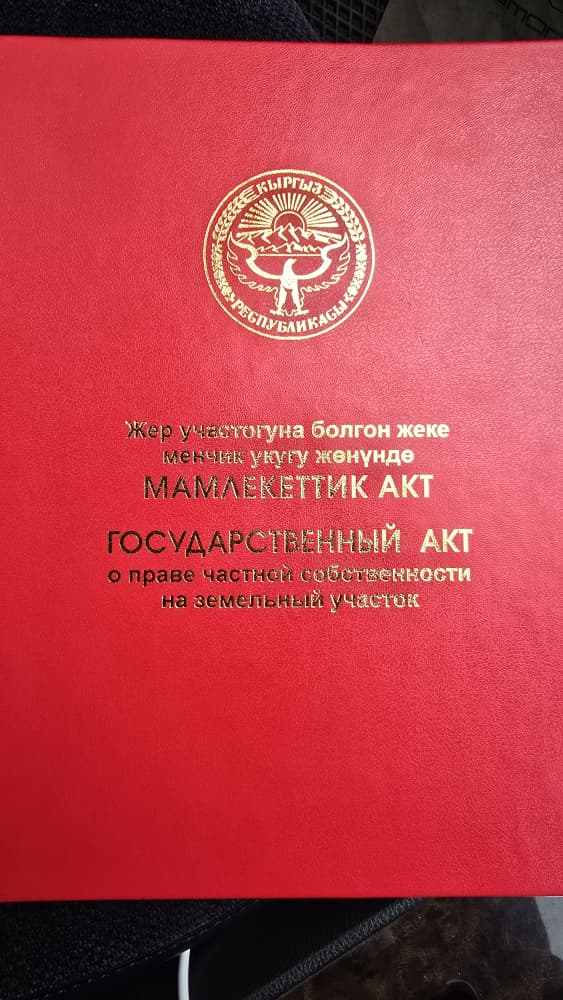 КЫРГЫЗ
РЕСПУБЛИКАСЫ
Жер участогуна болгон жеке
менчик укугу жөнүндө
МАМЛЕКЕТТИК АКТ
ГОСУДАРСТВЕННЫЙ АКТ
о праве частной собственности
на земельный участок